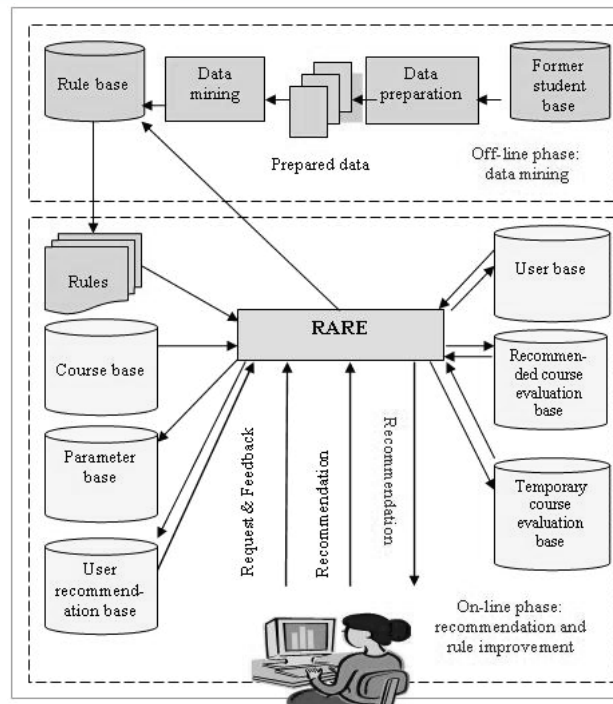 Rule base
Data
mining
Data
preparation
Former
student
base
Prepared data
Off-line phase:
data mining
Rules
RARE
User base
Course base
Recommen-
ded course
evaluation
base
Parameter
base
Request & Feedback
Recommendation
Recommendation
Temporary
course
evaluation
base
User
recommend-
ation base
On-line phase:
recommendation and
rule improvement